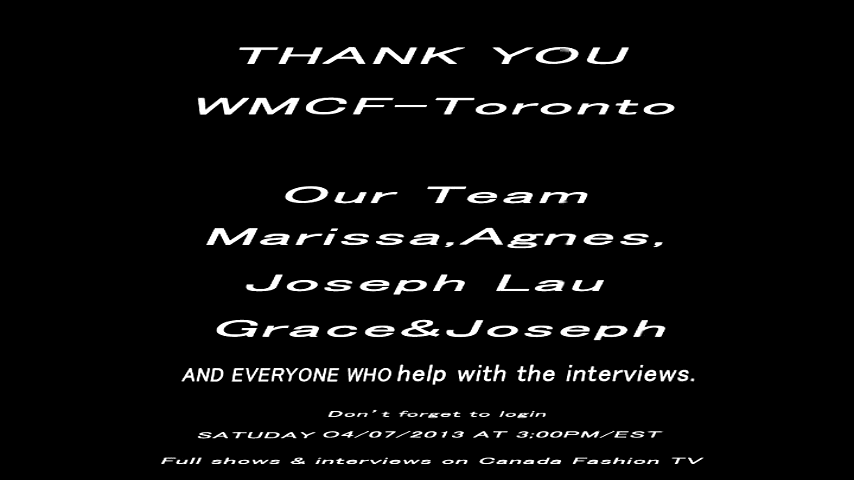 THANK YOU
WMCF-Toronto
Our Team
Marissa,Agnes,
Joseph Lau
Grace&Joseph
AND EVERYONE WHO help with the interviews.
Don't forget to login
SATUDAY 04/07/2013 AT 3;00PM/EST
Full shows & interviews on Canada Fashion TV